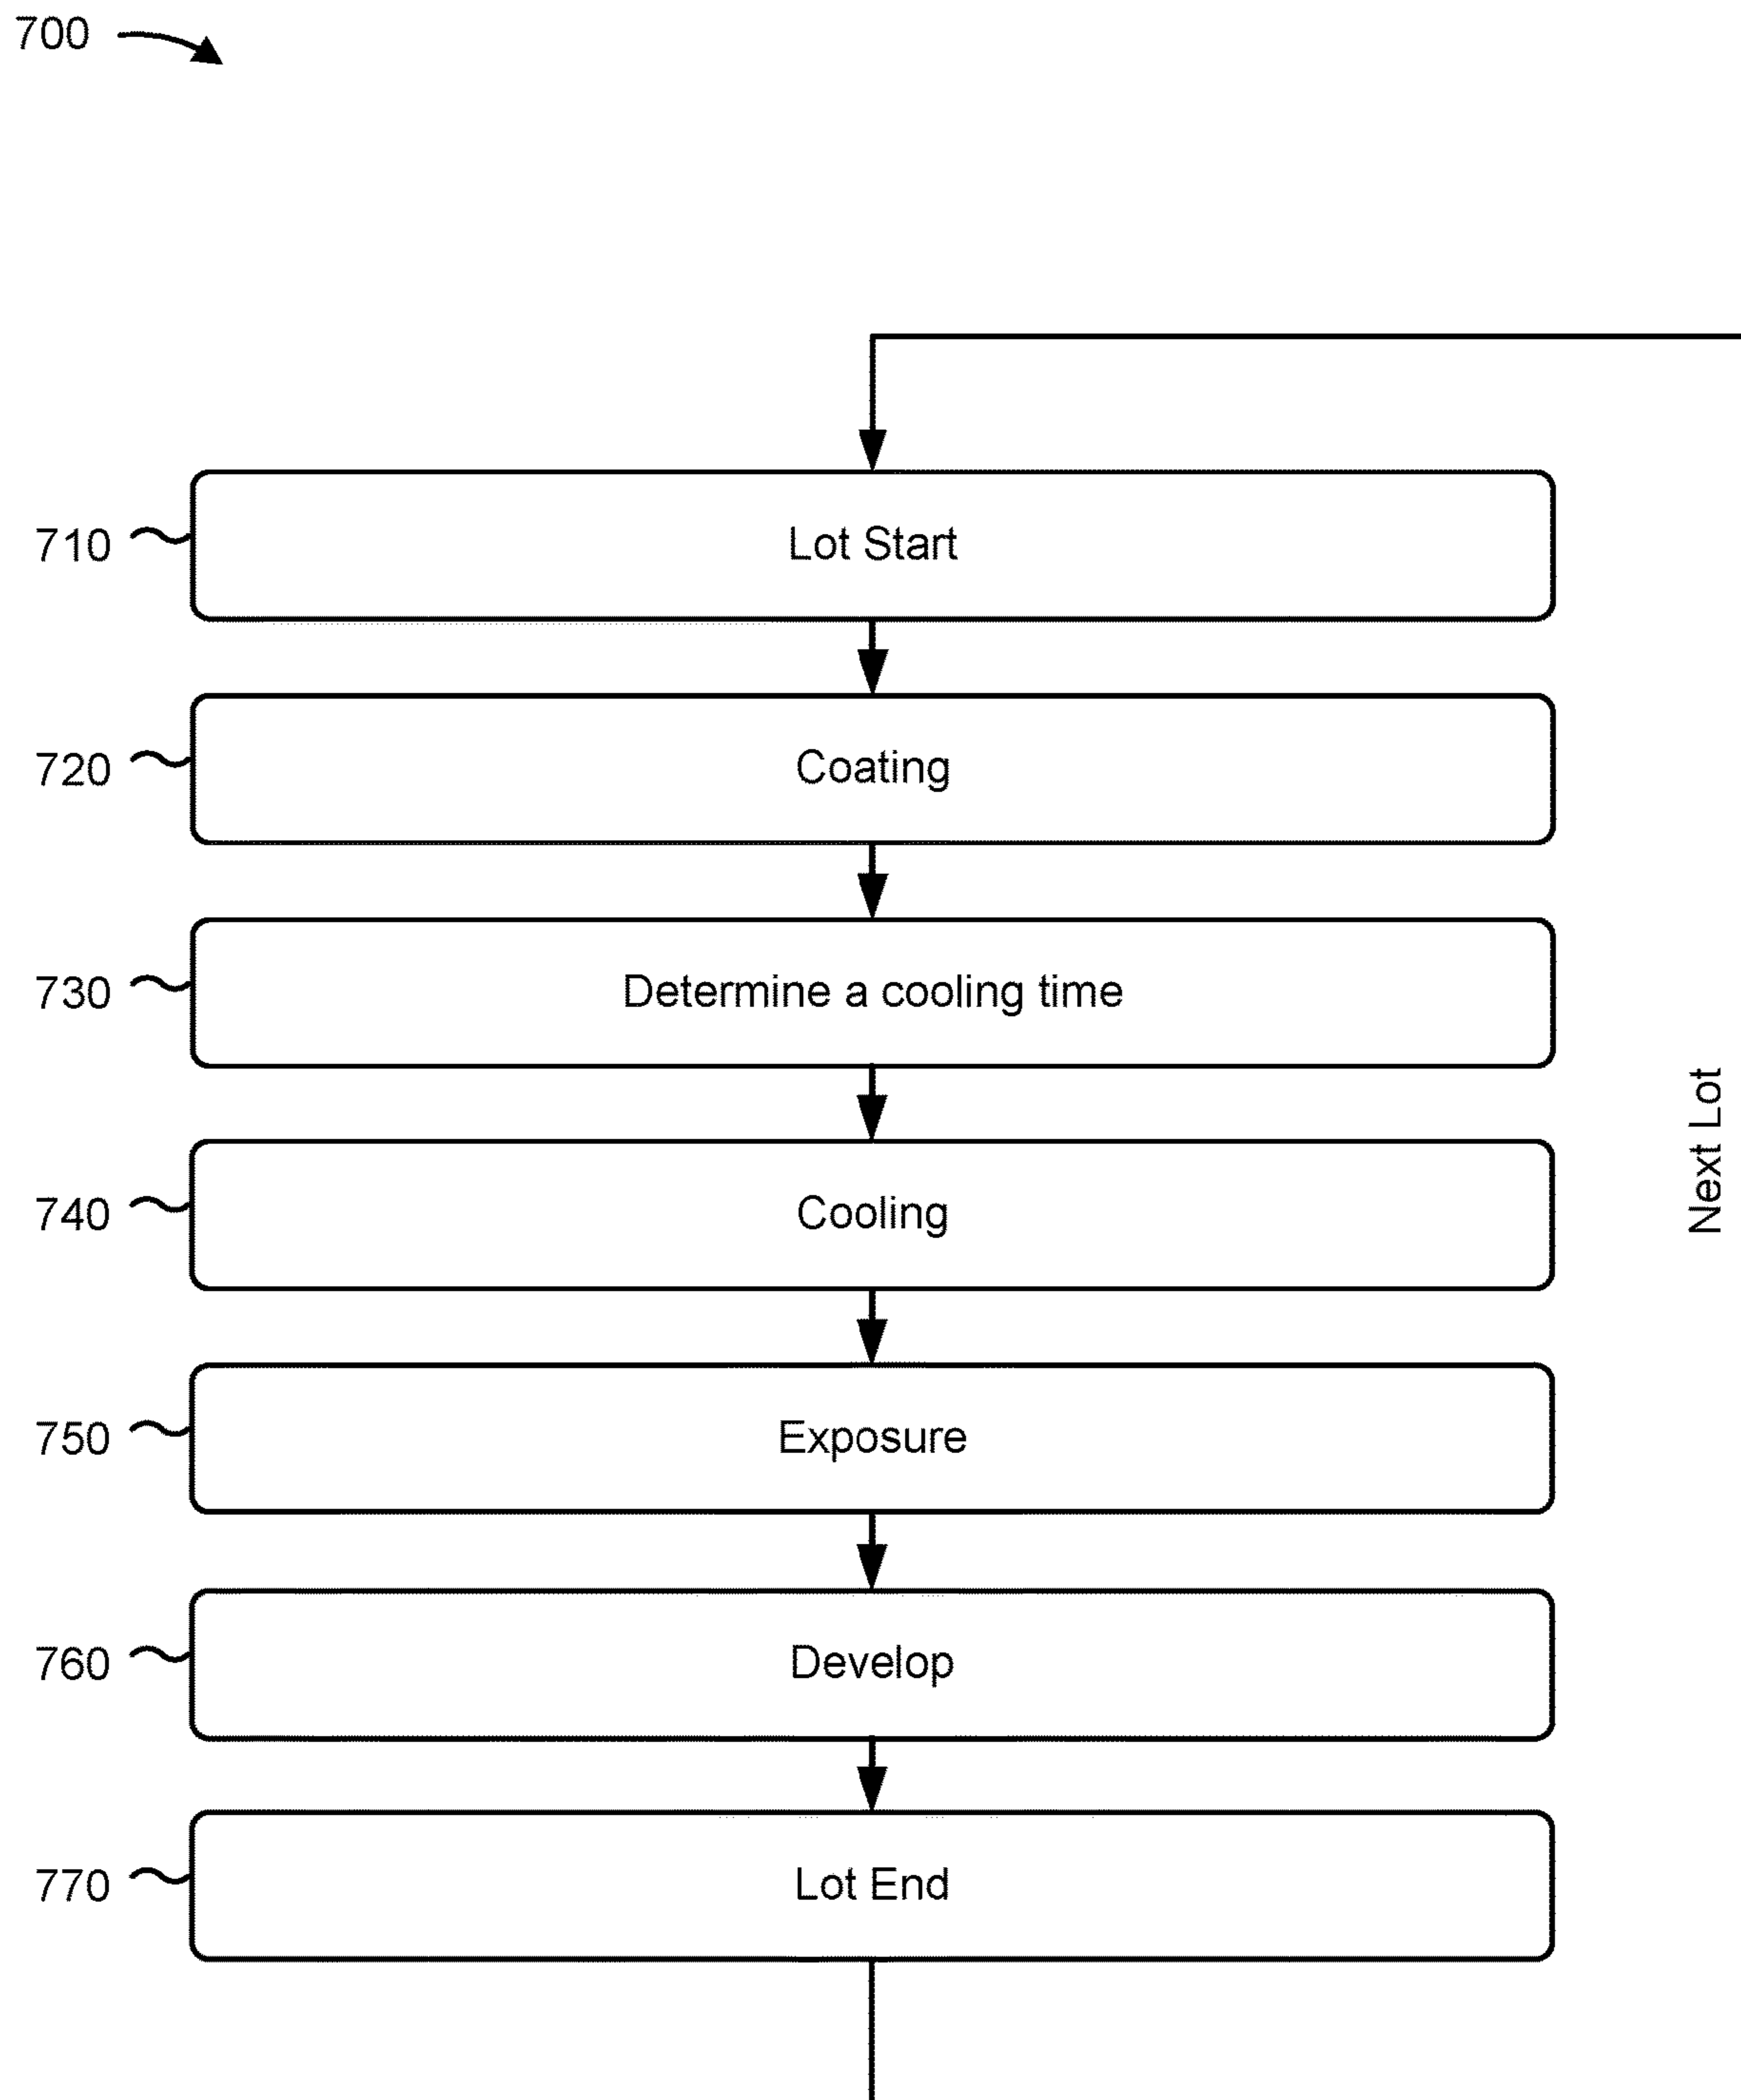 700
710
Lot Start
720
Coating
730
Determine a cooling time
740
Cooling
Next Lot
750
Exposure
760
Develop
770
Lot End